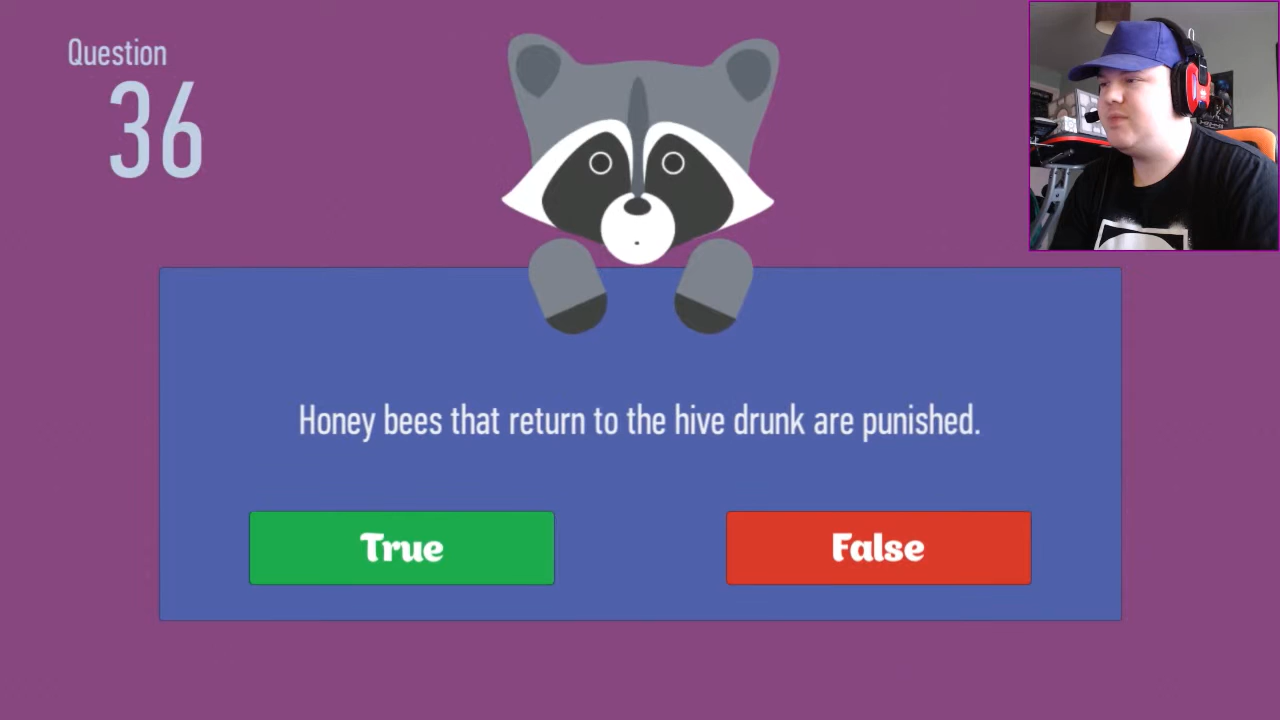 Question
36
Honey bees that return to the hive drunk are punished.
True
False